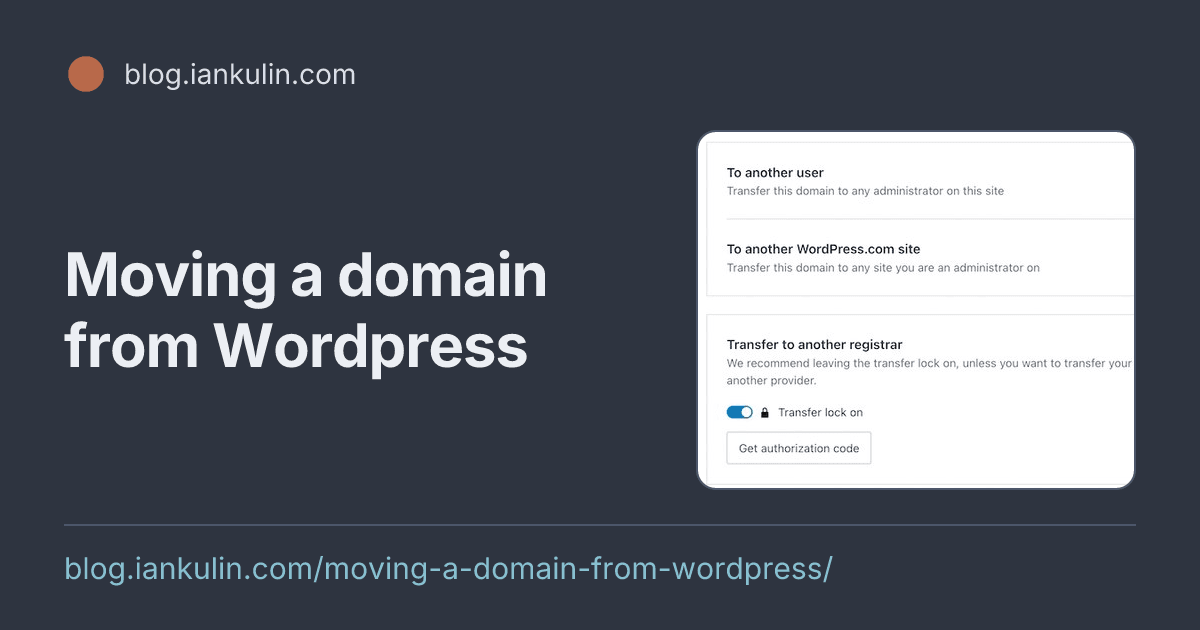 blog.iankulin.com
Moving a domain
from Wordpress
To another user
Transfer this domain to any administrator on this site
To another WordPress.com site
Transfer this domain to any site you are an administrator on
Transfer to another registrar
We recommend leaving the transfer lock on, unless you want to transfer your
another provider.
Transfer lock on
Get authorization code
blog.iankulin.com/moving-a-domain-from-wordpress/